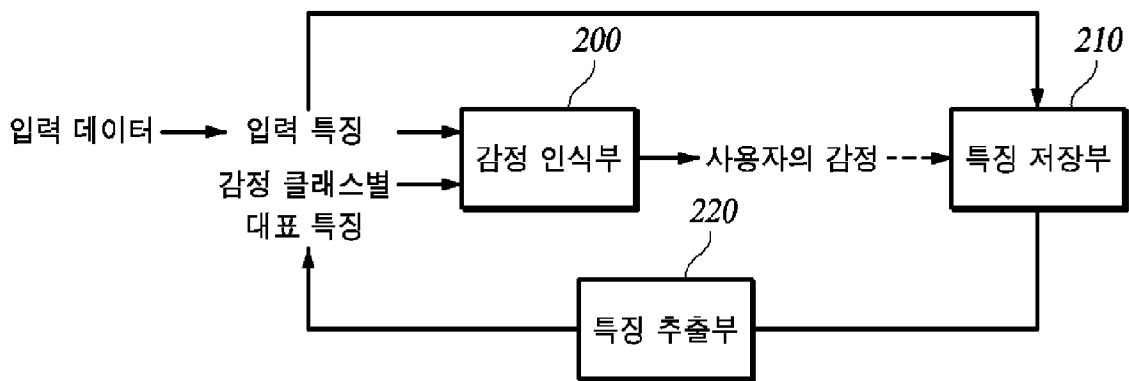 200
210
입력 데이터
입력 특징
감정 인식부
사용자의 감정
특징 저장부
감정 클래스별
대표 특징
220
특징 추출부